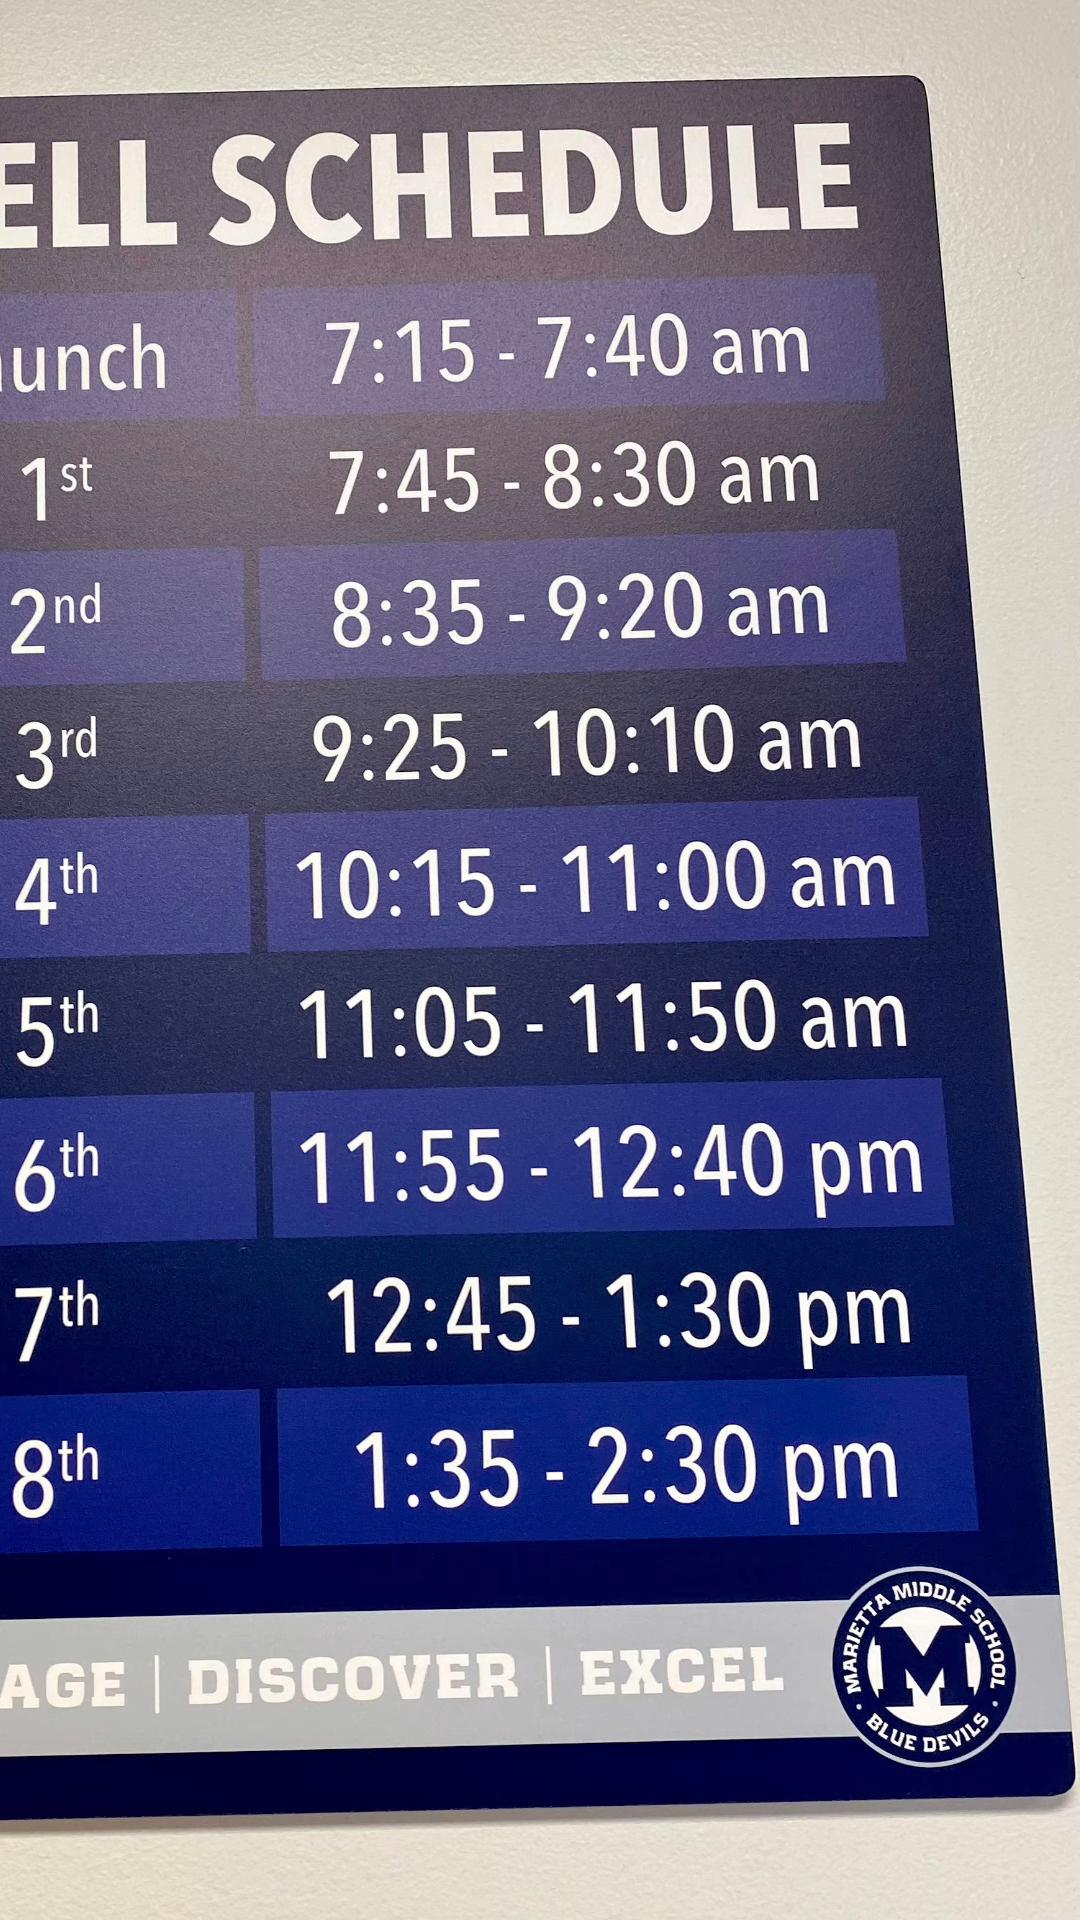 ELL SCHEDULE
unch 7:15 - 7:40 am
1st 7:45 - 8:30 am
2nd 8:35 - 9:20 am
3rd 9:25 - 10:10 am
4th 10:15 - 11:00 am
5th 11:05 - 11:50 am
6th 11:55 - 12:40 pm
7th 12:45 - 1:30 pm
8th 1:35 - 2:30 pm
AGE | DISCOVER | EXCEL
MARIETTA MIDDLE SCHOOL
M
BLUE DEVILS